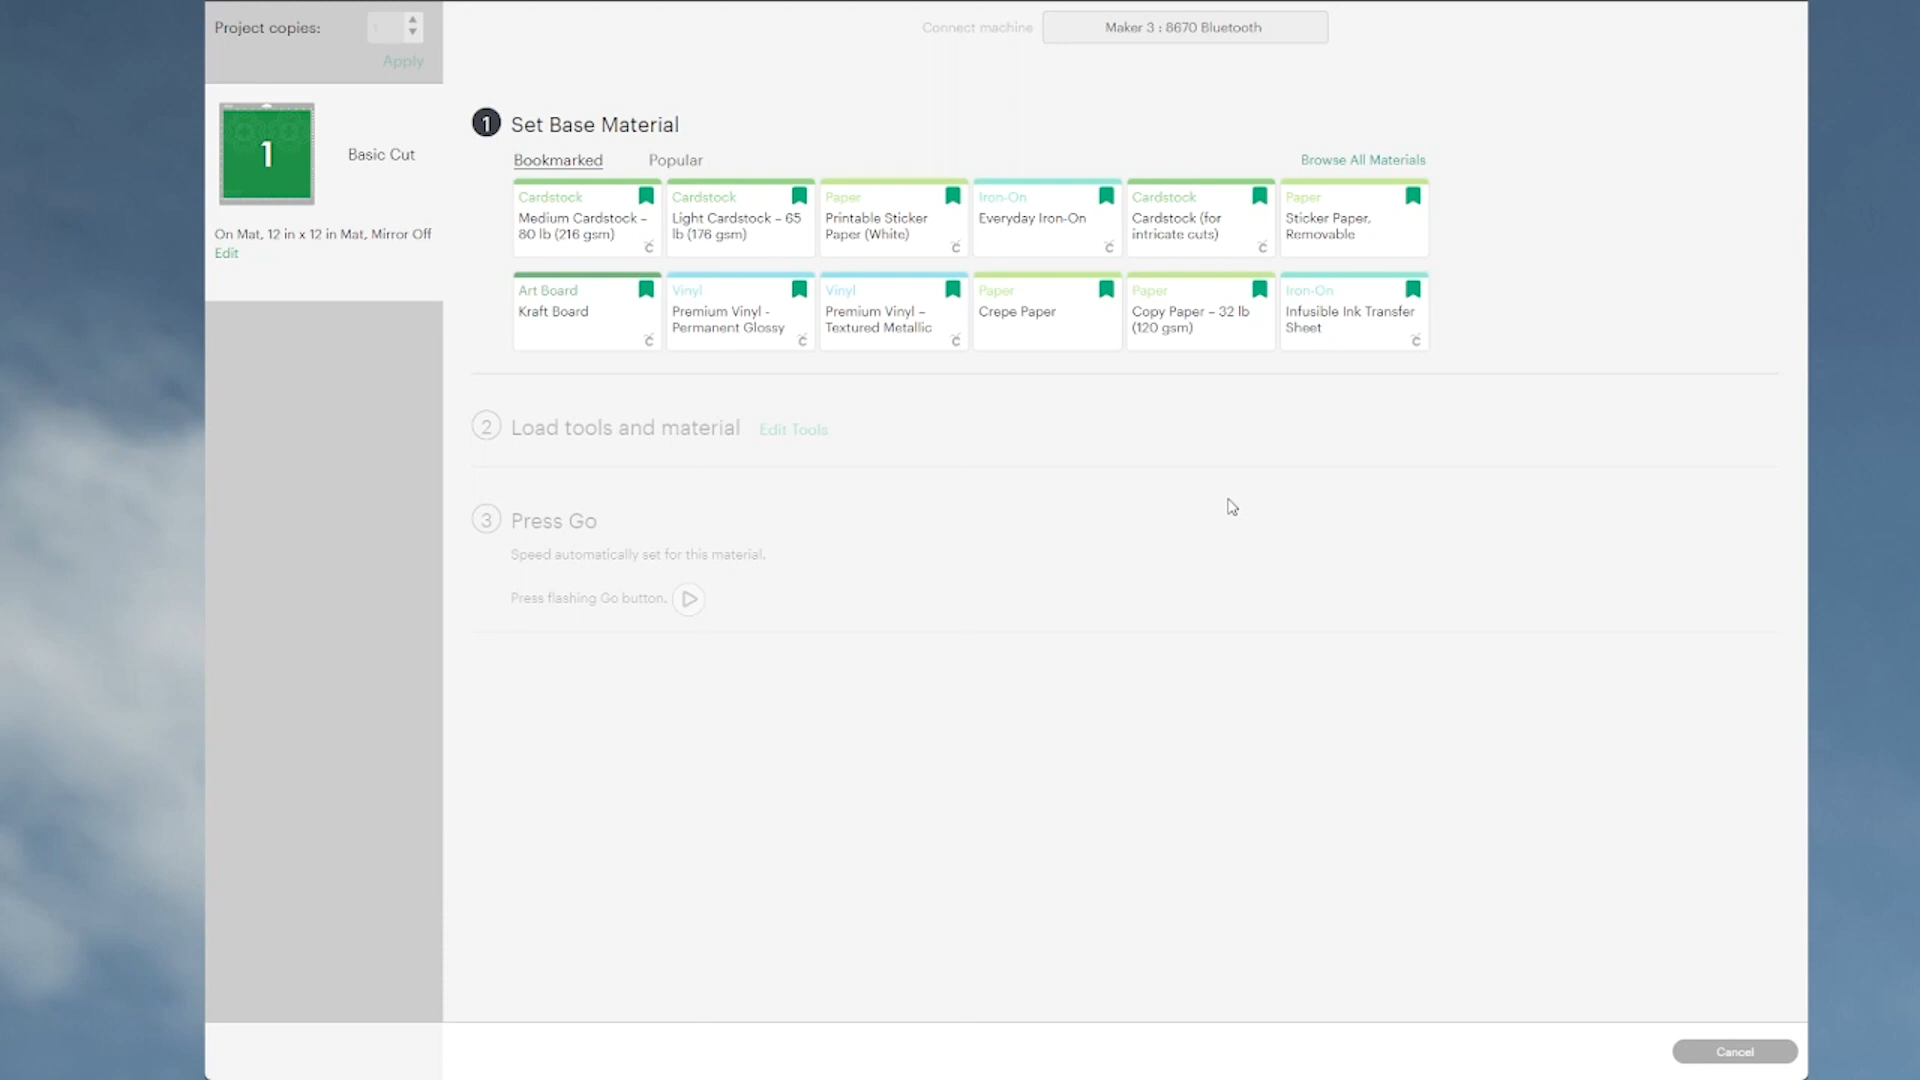 Project copies:
Apply
Connect machine
Maker 3 : 8670 Bluetooth
1
Basic Cut
On Mat, 12 in x 12 in Mat, Mirror Off
Edit
1 Set Base Material
Bookmarked
Popular
Browse All Materials
Cardstock
Medium Cardstock –
80 lb (216 gsm)
Cardstock
Light Cardstock – 65
lb (176 gsm)
Paper
Printable Sticker
Paper (White)
Iron-On
Everyday Iron-On
Cardstock
Cardstock (for
intricate cuts)
Paper
Sticker Paper,
Removable
Art Board
Kraft Board
Vinyl
Premium Vinyl -
Permanent Glossy
Vinyl
Premium Vinyl –
Textured Metallic
Paper
Crepe Paper
Paper
Copy Paper – 32 lb
(120 gsm)
Iron-On
Infusible Ink Transfer
Sheet
2 Load tools and material Edit Tools
3 Press Go
Speed automatically set for this material.
Press flashing Go button.
Cancel